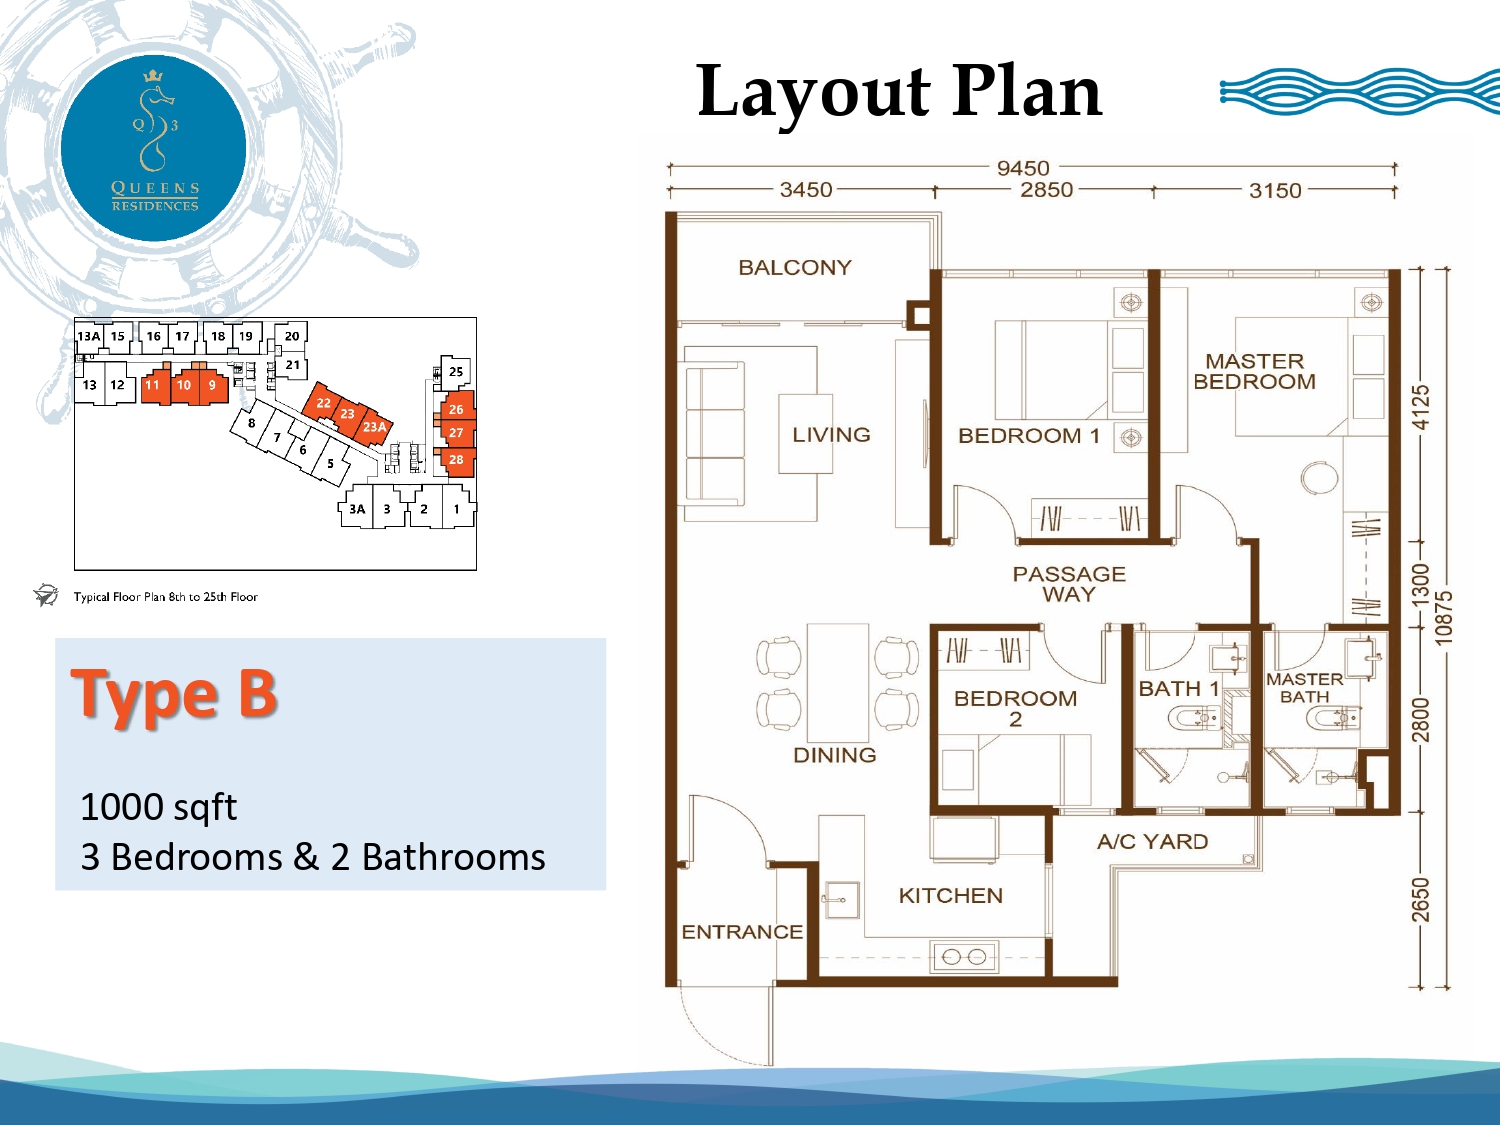 Q 3
QUEENS
RESIDENCES
Layout Plan
9450
3450 2850 3150
BALCONY
LIVING
BEDROOM 1
MASTER
BEDROOM
PASSAGE
WAY
BEDROOM
2
BATH 1
MASTER
BATH
DINING
A/C YARD
KITCHEN
ENTRANCE
4125
1300
10875
2800
2650
13A 15 16 17 18 19 20
21
13 12 11 10 9
25
22 23 23A
26
27
28
8 7 6 5
3A 3 2 1
Typical Floor Plan 8th to 25th Floor
Type B
1000 sqft
3 Bedrooms & 2 Bathrooms